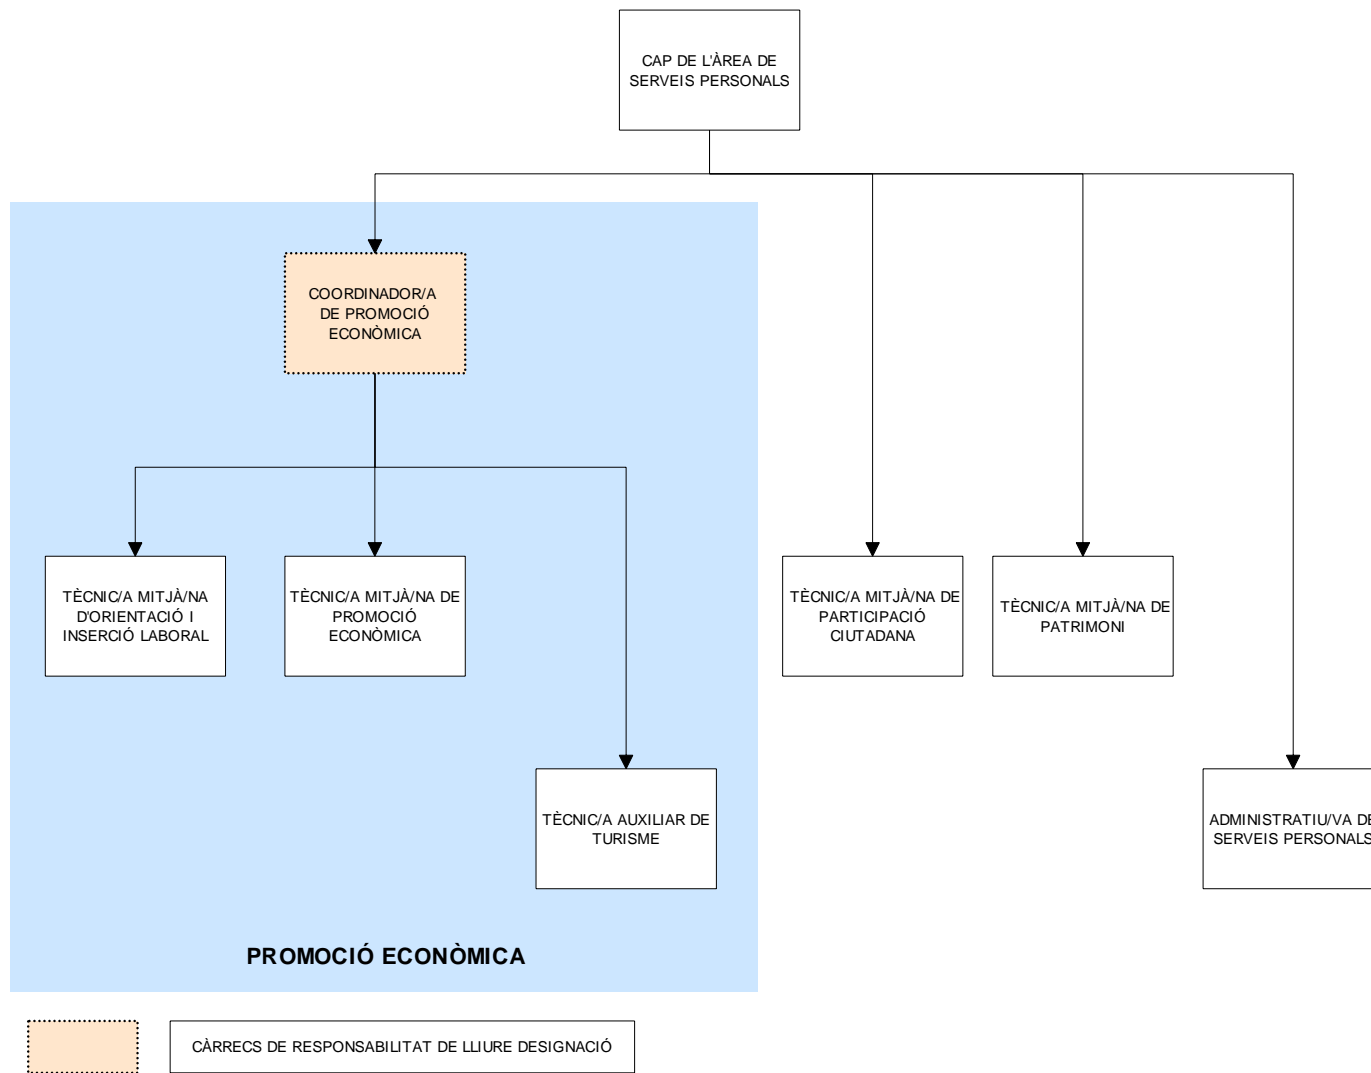 CAP DE L'ÀREA DE
SERVEIS PERSONALS
COORDINADOR/A
DE PROMOCIÓ
ECONÒMICA
TÈCNIC/A MITJÀ/NA
D'ORIENTACIÓ I
INSERCIÓ LABORAL
TÈCNIC/A MITJÀ/NA DE
PROMOCIÓ
ECONÒMICA
TÈCNIC/A MITJÀ/NA DE
PARTICIPACIÓ
CIUTADANA
TÈCNIC/A MITJÀ/NA DE
PATRIMONI
TÈCNIC/A AUXILIAR DE
TURISME
ADMINISTRATIU/VA DE
SERVEIS PERSONALS
PROMOCIÓ ECONÒMICA
CÀRRECS DE RESPONSABILITAT DE LLIURE DESIGNACIÓ